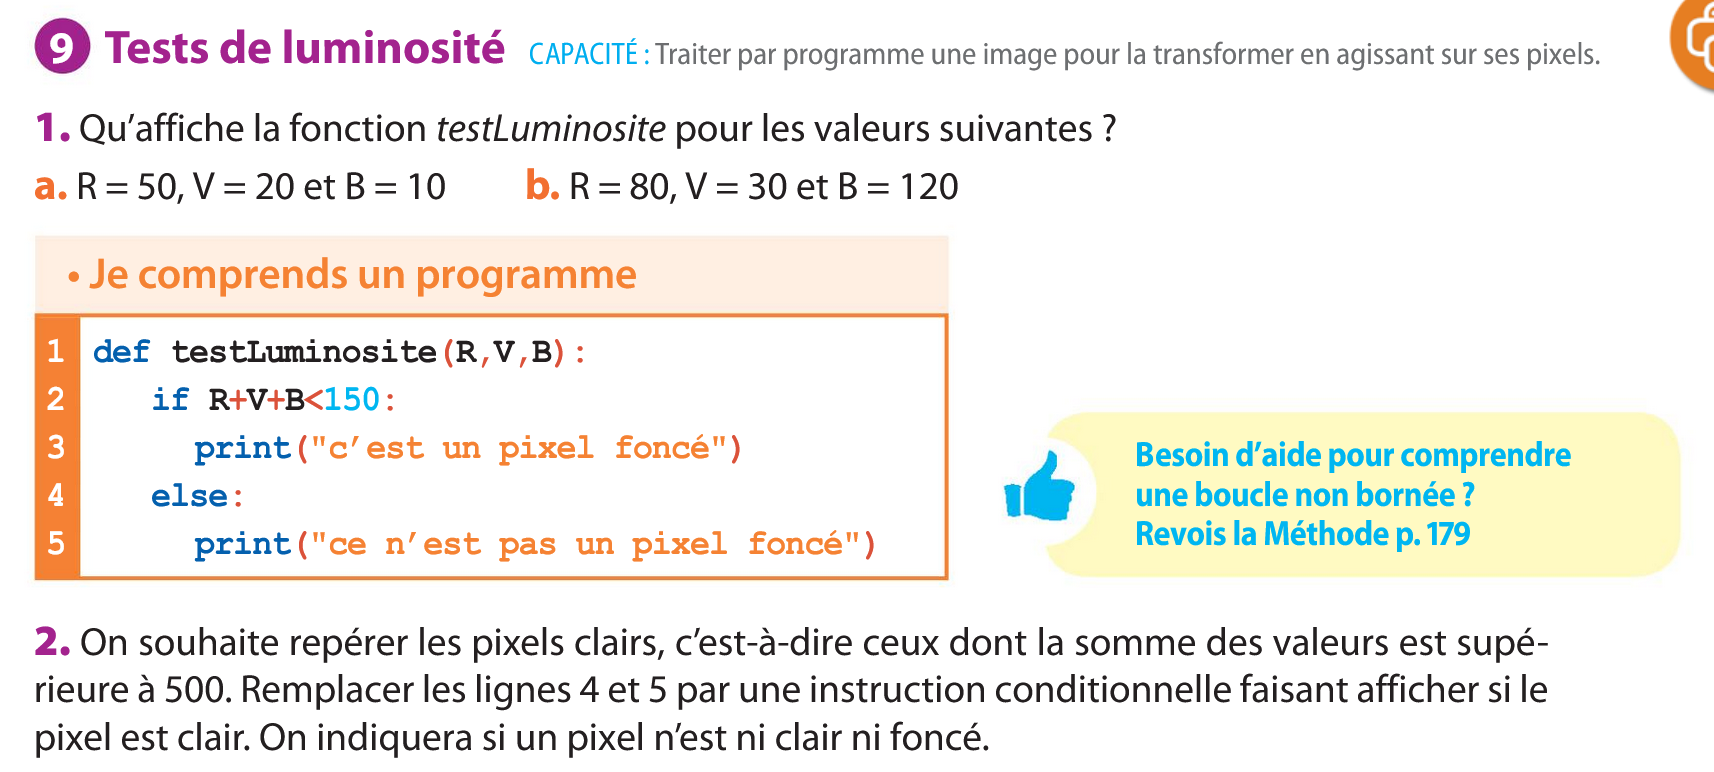 9 Tests de luminosité CAPACITÉ : Traiter par programme une image pour la transformer en agissant sur ses pixels.
1. Qu’affiche la fonction testLuminosite pour les valeurs suivantes ?
a. R = 50, V = 20 et B = 10 b. R = 80, V = 30 et B = 120
• Je comprends un programme
1 def testLuminosite(R,V,B):
2 if R+V+B<150:
3 print("c’est un pixel foncé")
4 else:
5 print("ce n’est pas un pixel foncé")
Besoin d’aide pour comprendre
une boucle non bornée ?
Revois la Méthode p. 179
2. On souhaite repérer les pixels clairs, c’est-à-dire ceux dont la somme des valeurs est supé-
rieure à 500. Remplacer les lignes 4 et 5 par une instruction conditionnelle faisant afficher si le
pixel est clair. On indiquera si un pixel n’est ni clair ni foncé.